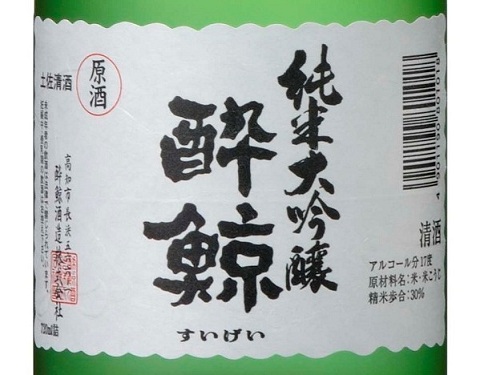 純米大吟醸
酔鯨
すいげい
原酒
土佐清酒
高知市長浜
酔鯨酒造株式会社
720ml詰
清酒
アルコール分17度
原材料名:米・米こうじ
精米歩合:30%